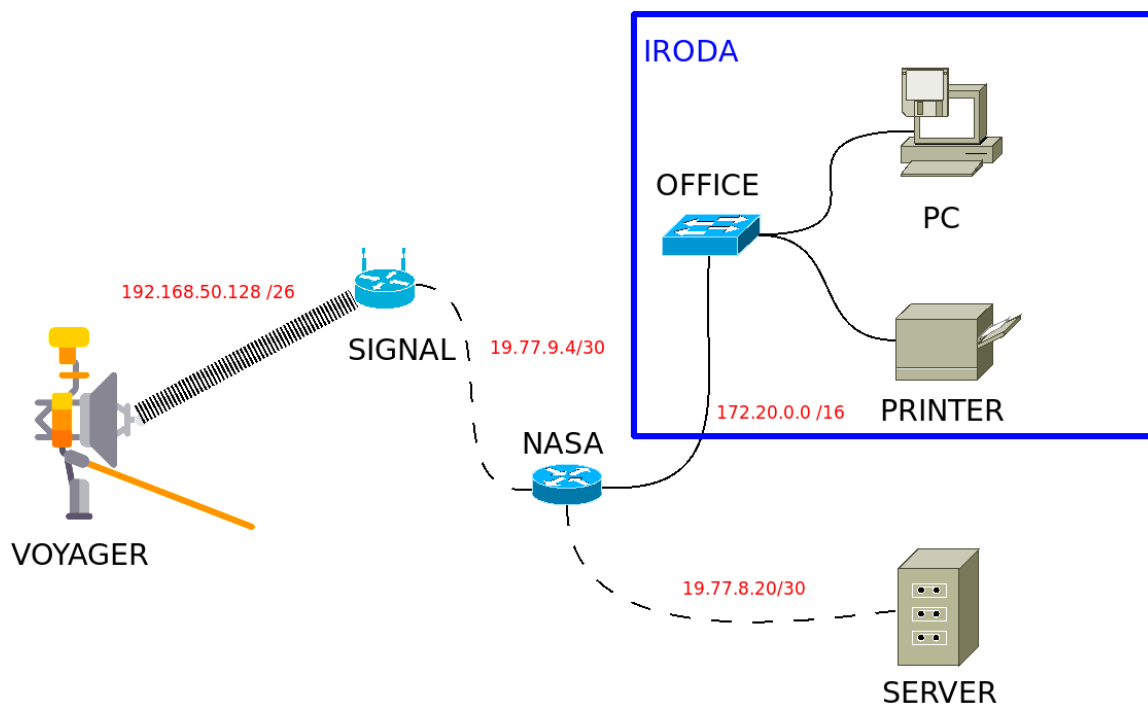 IRODA
OFFICE
PC
192.168.50.128 /26
SIGNAL
19.77.9.4/30
172.20.0.0 /16
PRINTER
NASA
VOYAGER
19.77.8.20/30
SERVER